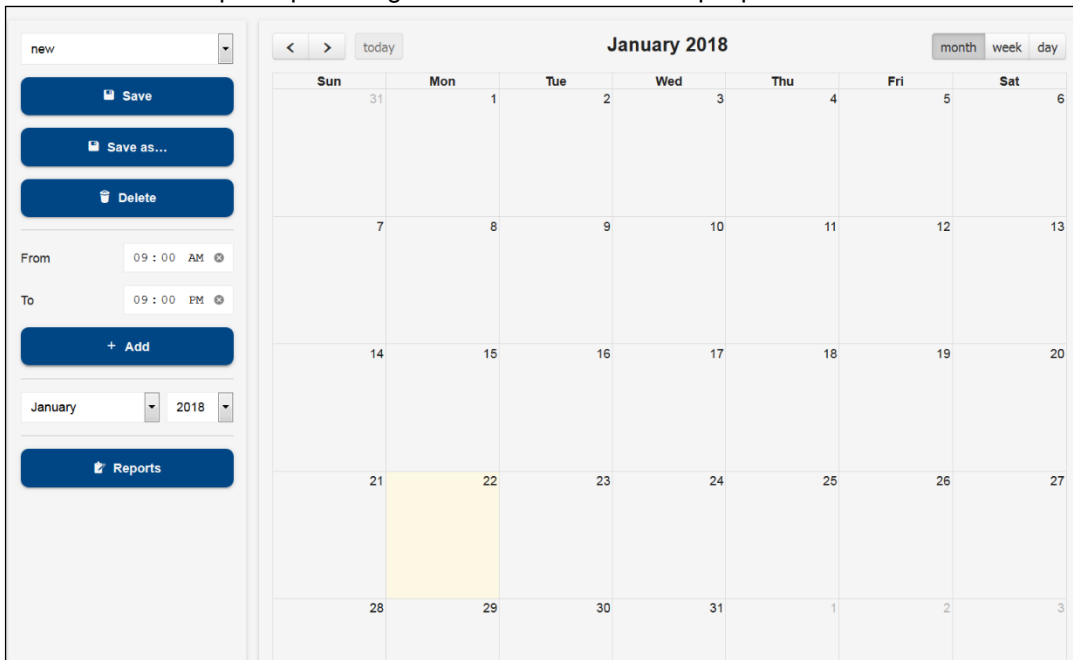 new
Save
Save as...
Delete
From 09:00 AM
To 09:00 PM
+ Add
January 2018
Reports
< > today January 2018 month week day
Sun Mon Tue Wed Thu Fri Sat
31 1 2 3 4 5 6
7 8 9 10 11 12 13
14 15 16 17 18 19 20
21 22 23 24 25 26 27
28 29 30 31 1 2 3